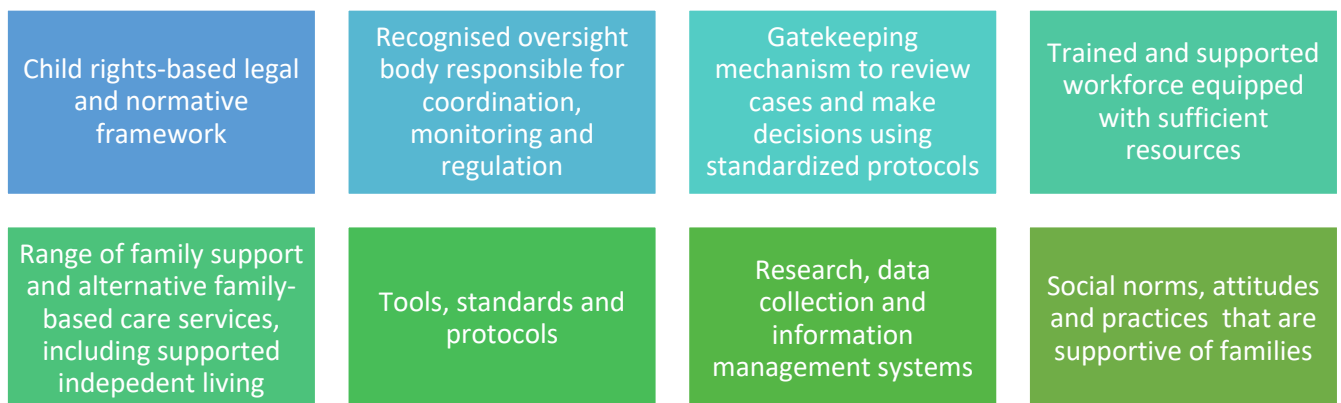 Child rights-based legal
and normative
framework
Recognised oversight
body responsible for
coordination,
monitoring and
regulation
Gatekeeping
mechanism to review
cases and make
decisions using
standardized protocols
Trained and supported
workforce equipped
with sufficient
resources
Range of family support
and alternative family-
based care services,
including supported
indepedent living
Tools, standards and
protocols
Research, data
collection and
information
management systems
Social norms, attitudes
and practices  that are
supportive of families